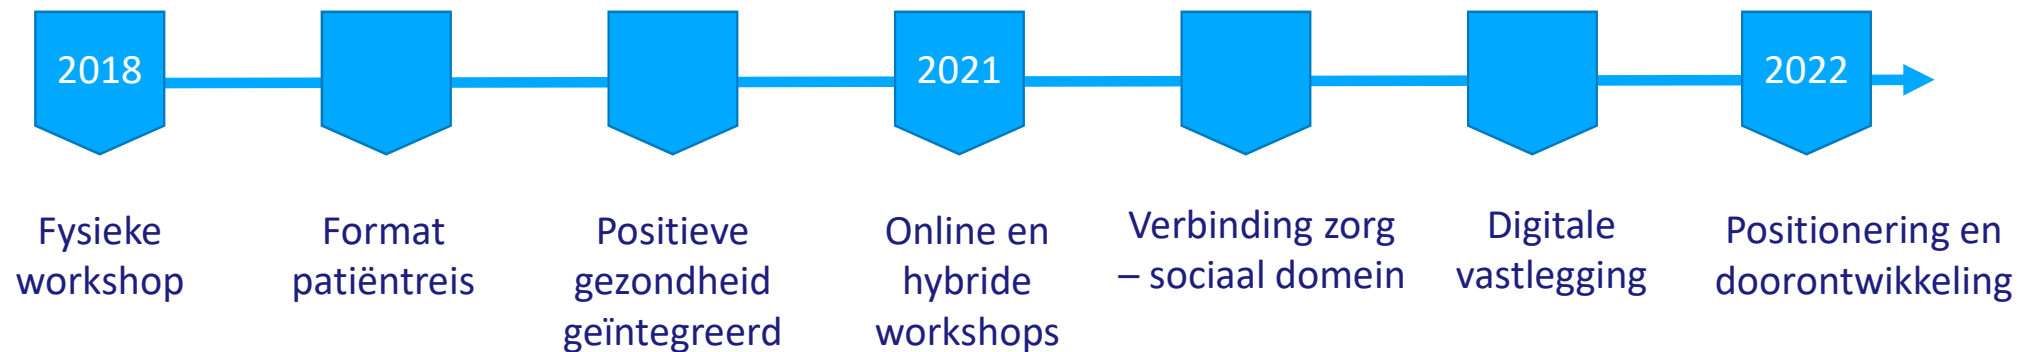 2018
2021
2022
Fysieke
workshop
Format
patiëntreis
Positieve
gezondheid
geïntegreerd
Online en
hybride
workshops
Verbinding zorg
– sociaal domein
Digitale
vastlegging
Positionering en
doorontwikkeling